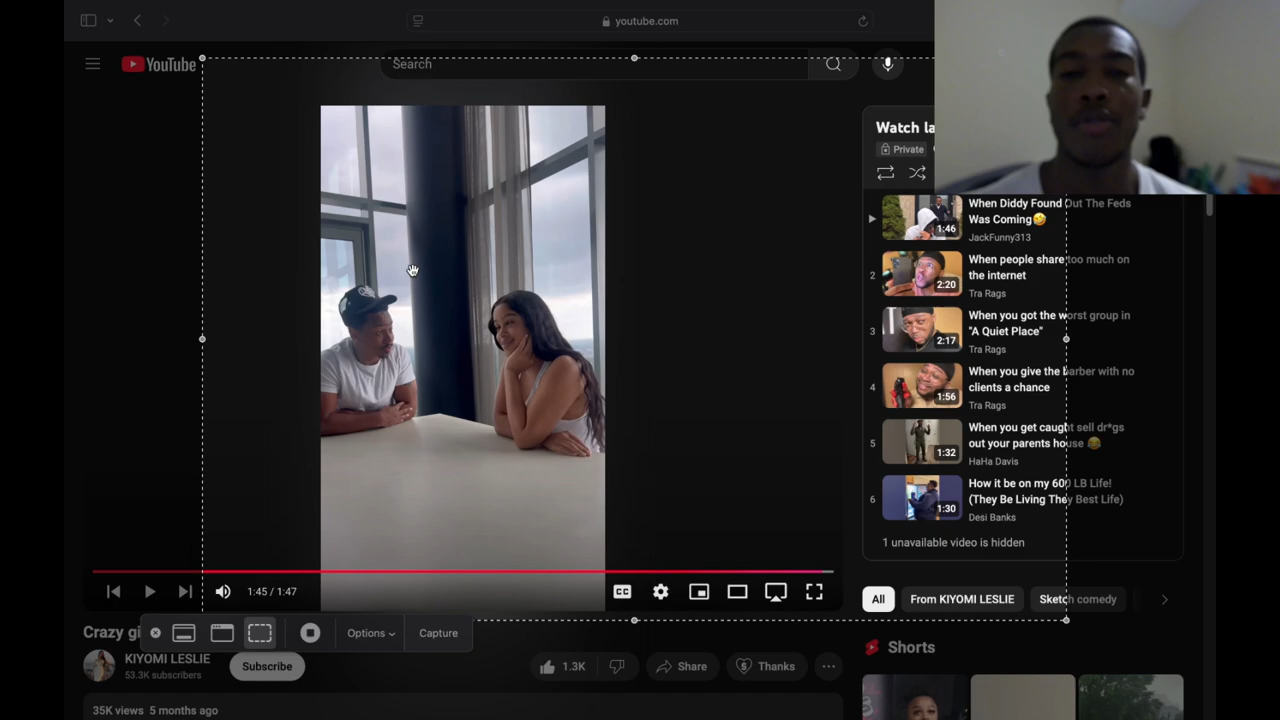 youtube.com
YouTube
Search
1:45 / 1:47
CC
Options
Capture
Crazy gi
KIYOMI LESLIE
53.3K subscribers
Subscribe
1.3K
Share
Thanks
35K views 5 months ago
Watch la
Private
When Diddy Found Out The Feds
Was Coming🤣
JackFunny313
1:46
2
When people share too much on
the internet
Tra Rags
2:20
3
When you got the worst group in
"A Quiet Place"
Tra Rags
2:17
4
When you give the barber with no
clients a chance
Tra Rags
1:56
5
When you get caught sell dr*gs
out your parents house 😂
HaHa Davis
1:32
6
How it be on my 600 LB Life!
(They Be Living They Best Life)
Desi Banks
1:30
1 unavailable video is hidden
All
From KIYOMI LESLIE
Sketch comedy
Shorts